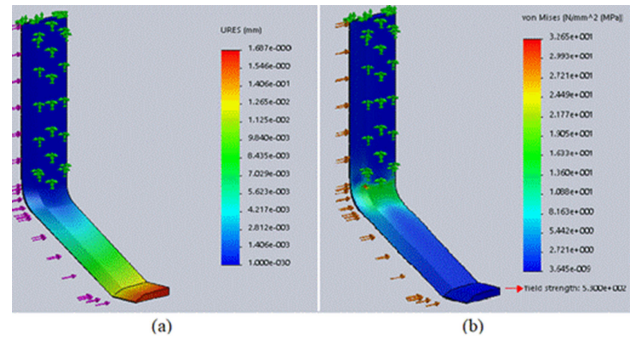 URES (mm)
1.687e-000
1.546e-000
1.406e-001
1.265e-002
1.125e-002
9.840e-003
8.435e-003
7.029e-003
5.623e-003
4.217e-003
2.812e-003
1.406e-003
1.000e-030
(a)
von Mises (N/mm^2 (MPa))
3.265e+001
2.993e+001
2.721e+001
2.449e+001
2.177e+001
1.905e+001
1.633e+001
1.360e+001
1.088e+001
8.163e+000
5.442e+000
2.721e+000
3.645e-009
Yield strength: 5.300e+002
(b)